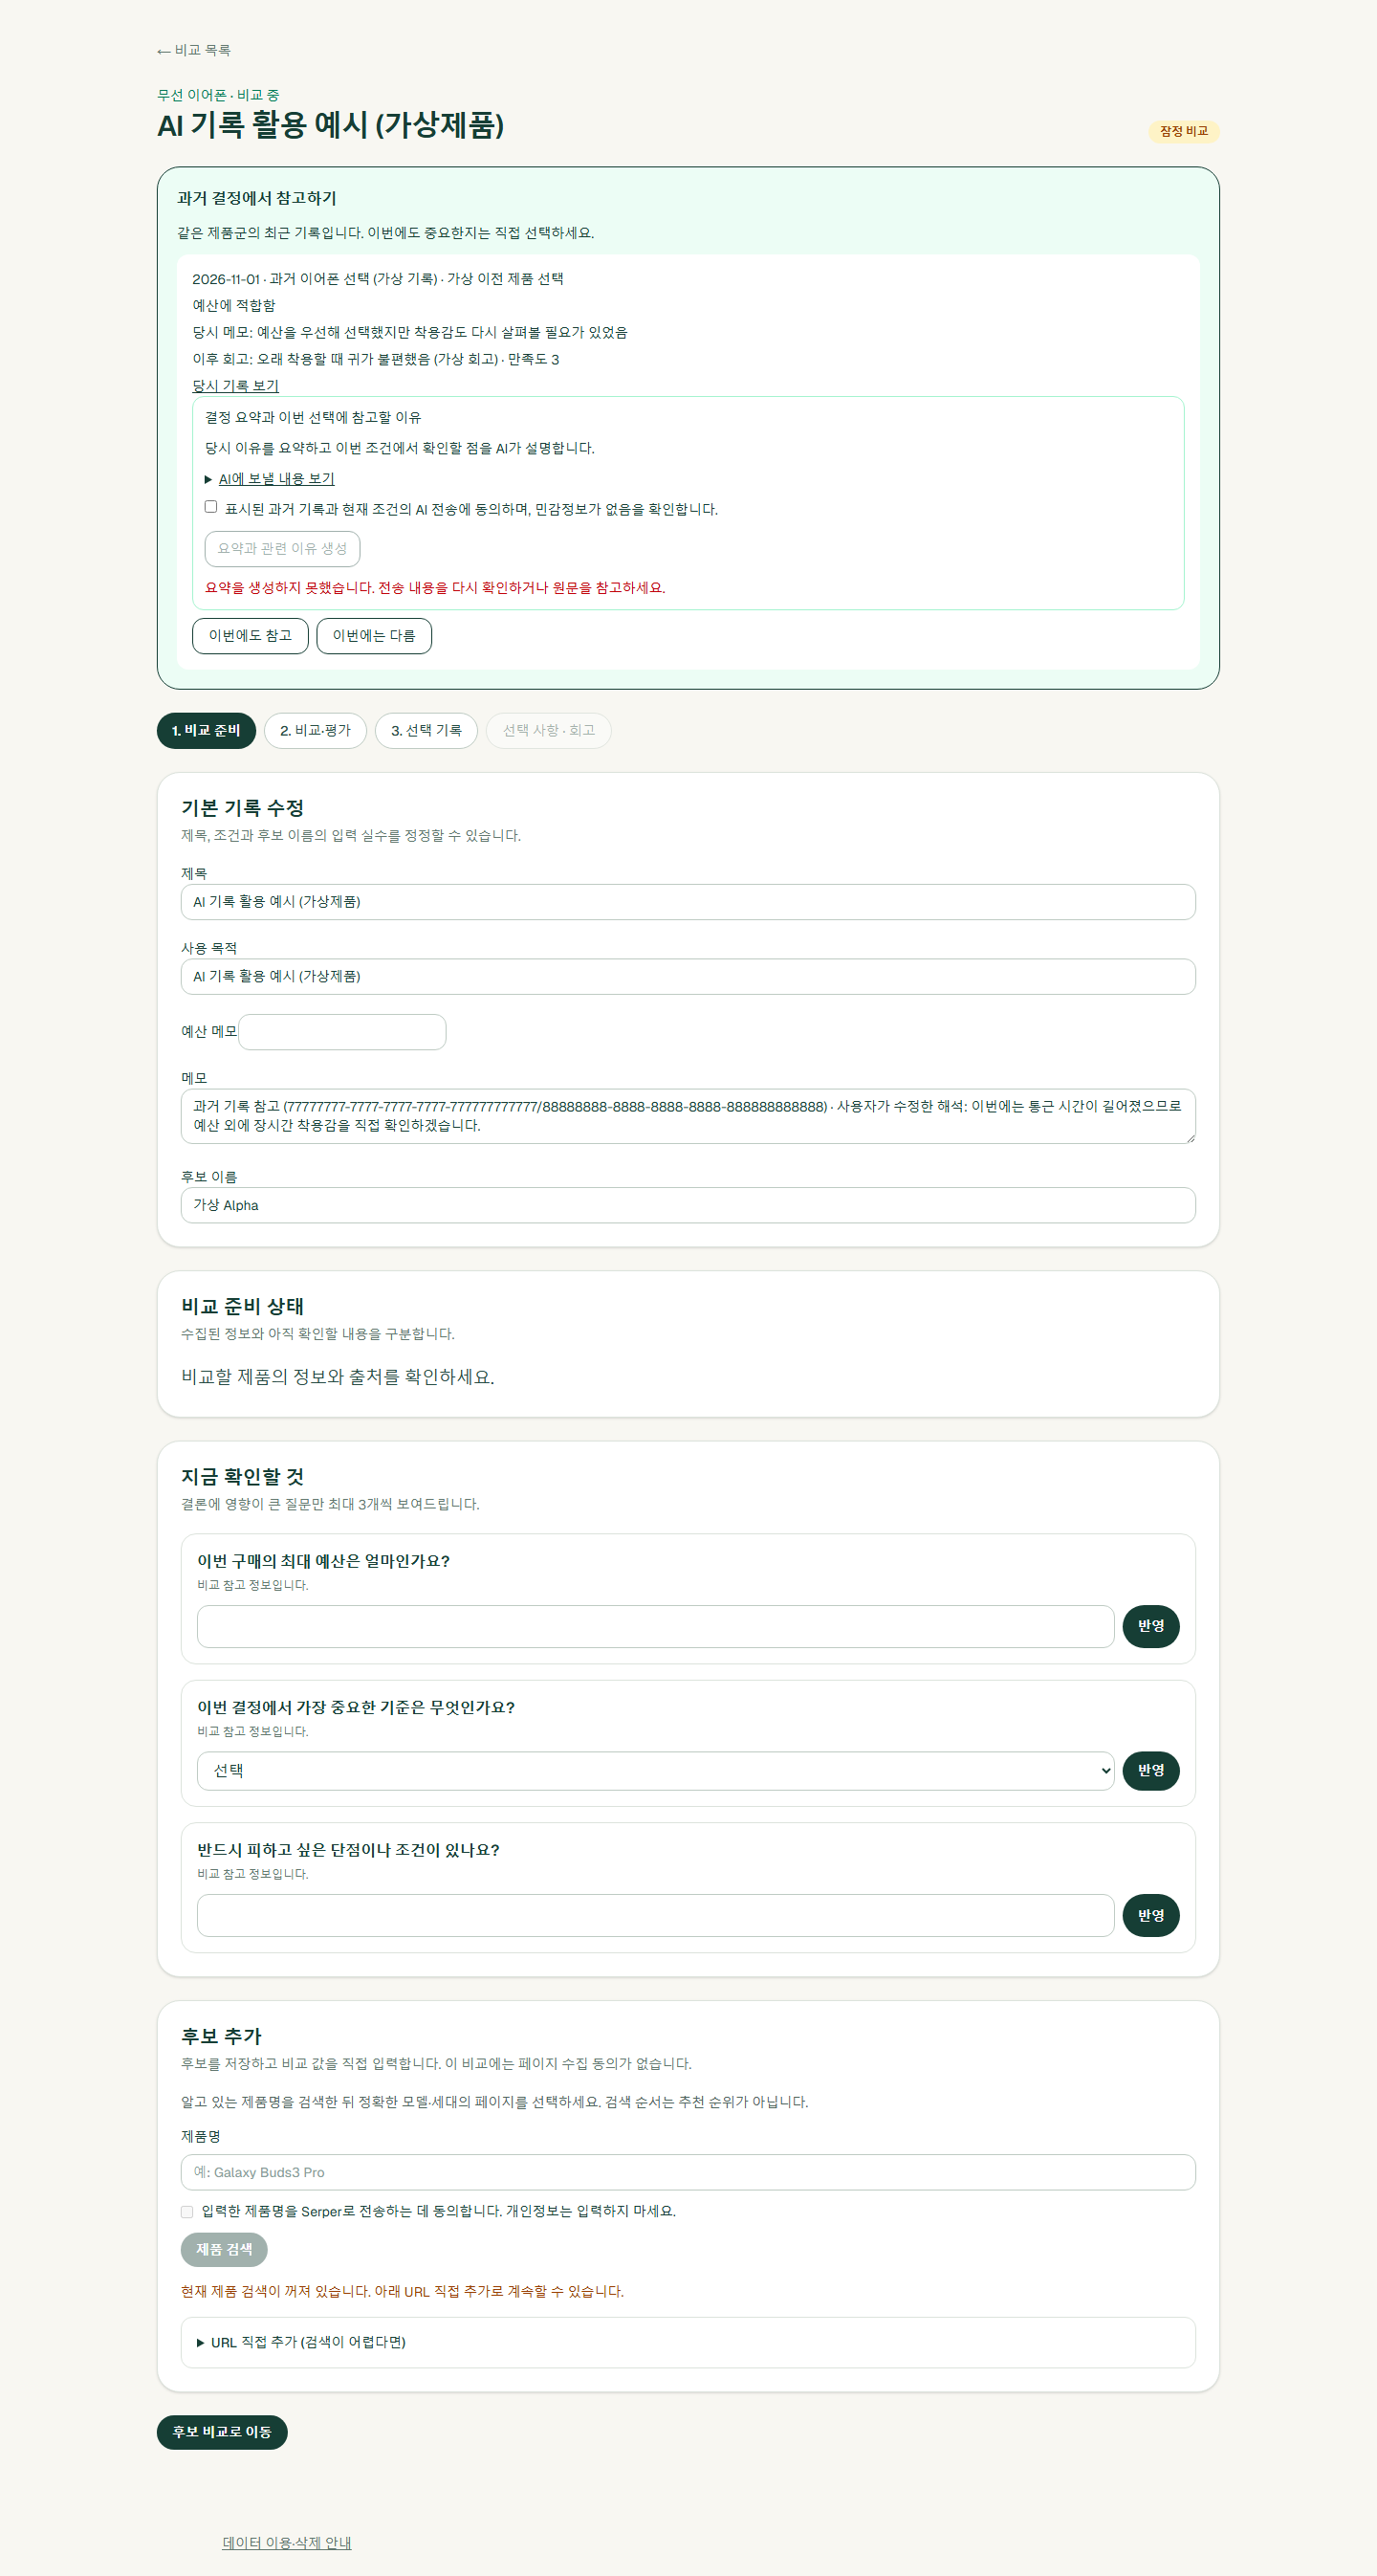 ← 비교 목록
무선 이어폰 · 비교 중
AI 기록 활용 예시 (가상제품)
잠정 비교
과거 결정에서 참고하기
같은 제품군의 최근 기록입니다. 이번에도 중요한지는 직접 선택하세요.
2026-11-01 · 과거 이어폰 선택 (가상 기록) · 가상 이전 제품 선택
예산에 적합함
당시 메모: 예산을 우선해 선택했지만 착용감도 다시 살펴볼 필요가 있었음
이후 회고: 오래 착용할 때 귀가 불편했음 (가상 회고) · 만족도 3
당시 기록 보기
결정 요약과 이번 선택에 참고할 이유
당시 이유를 요약하고 이번 조건에서 확인할 점을 AI가 설명합니다.
▶ AI에 보낼 내용 보기
표시된 과거 기록과 현재 조건의 AI 전송에 동의하며, 민감정보가 없음을 확인합니다.
요약과 관련 이유 생성
요약을 생성하지 못했습니다. 전송 내용을 다시 확인하거나 원문을 참고하세요.
이번에도 참고 이번에는 다름
1. 비교 준비 2. 비교·평가 3. 선택 기록 선택 사항 · 회고
기본 기록 수정
제목, 조건과 후보 이름의 입력 실수를 정정할 수 있습니다.
제목
AI 기록 활용 예시 (가상제품)
사용 목적
AI 기록 활용 예시 (가상제품)
예산 메모
메모
과거 기록 참고 (77777777-7777-7777-7777-777777777777/88888888-8888-8888-8888-888888888888) · 사용자가 수정한 해석: 이번에는 통근 시간이 길어졌으므로
예산 외에 장시간 착용감을 직접 확인하겠습니다.
후보 이름
가상 Alpha
비교 준비 상태
수집된 정보와 아직 확인할 내용을 구분합니다.
비교할 제품의 정보와 출처를 확인하세요.
지금 확인할 것
결론에 영향이 큰 질문만 최대 3개씩 보여드립니다.
이번 구매의 최대 예산은 얼마인가요?
비교 참고 정보입니다.
반영
이번 결정에서 가장 중요한 기준은 무엇인가요?
비교 참고 정보입니다.
선택 반영
반드시 피하고 싶은 단점이나 조건이 있나요?
비교 참고 정보입니다.
반영
후보 추가
후보를 저장하고 비교 값을 직접 입력합니다. 이 비교에는 페이지 수집 동의가 없습니다.
알고 있는 제품명을 검색한 뒤 정확한 모델·세대의 페이지를 선택하세요. 검색 순서는 추천 순위가 아닙니다.
제품명
예: Galaxy Buds3 Pro
입력한 제품명을 Serper로 전송하는 데 동의합니다. 개인정보는 입력하지 마세요.
제품 검색
현재 제품 검색이 꺼져 있습니다. 아래 URL 직접 추가로 계속할 수 있습니다.
▶ URL 직접 추가 (검색이 어렵다면)
후보 비교로 이동
데이터 이용·삭제 안내